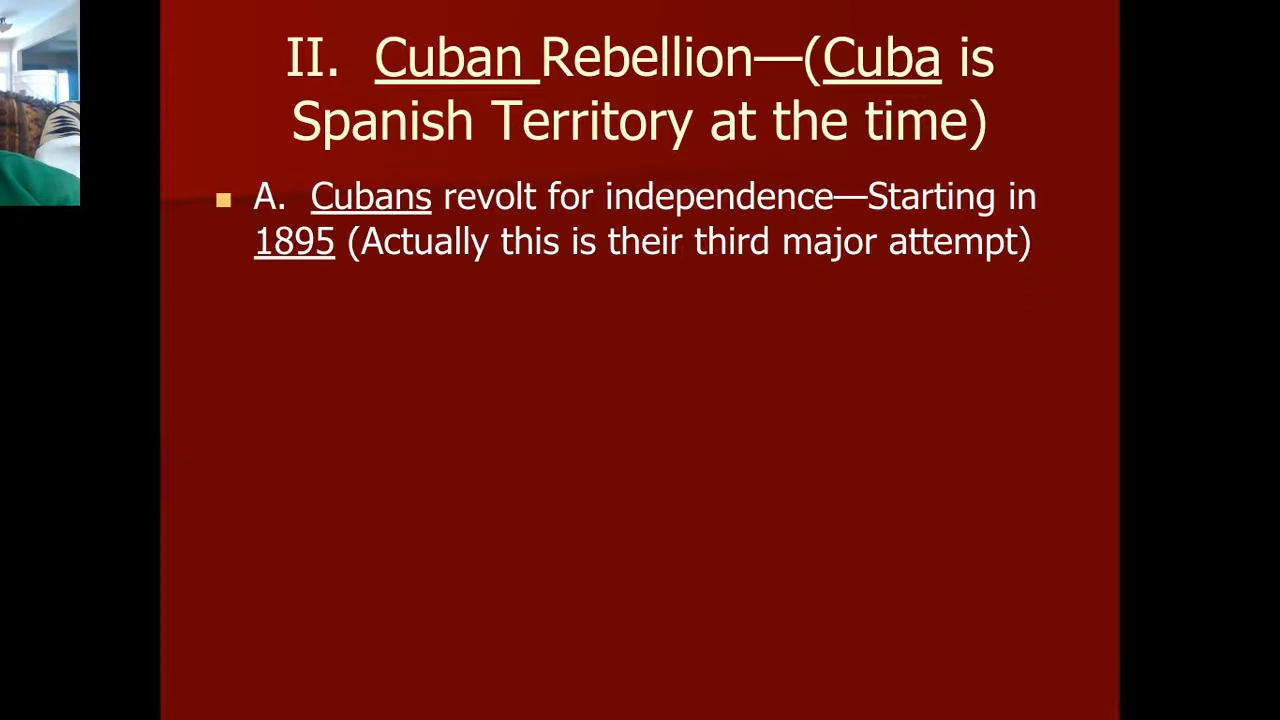 II. Cuban Rebellion—(Cuba is
Spanish Territory at the time)
A. Cubans revolt for independence—Starting in
1895 (Actually this is their third major attempt)